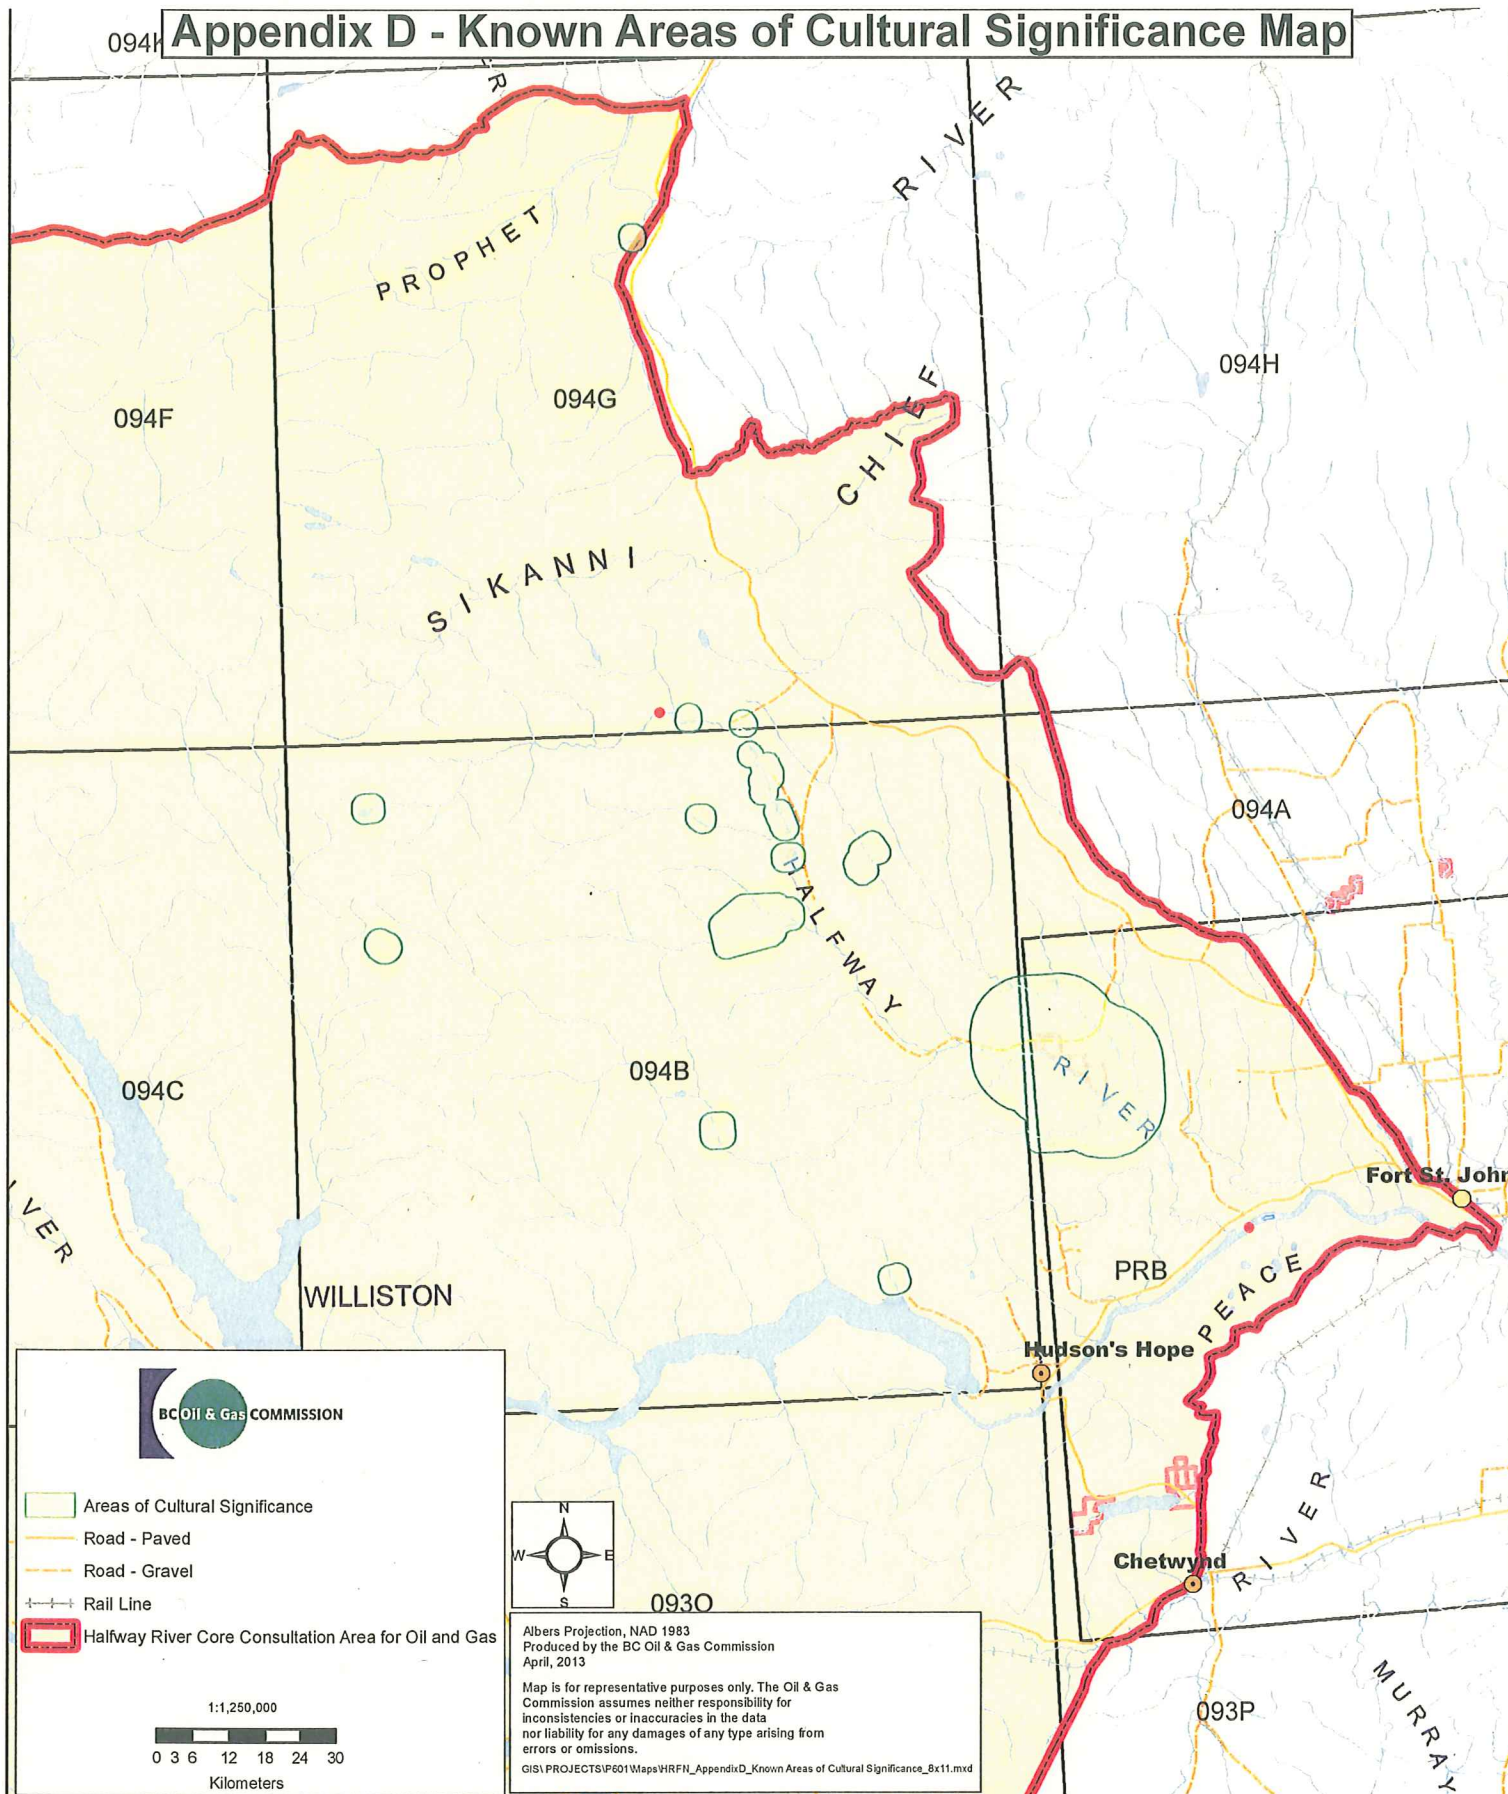 Appendix D - Known Areas of Cultural Significance Map
RIVER
PROPHET
094H
094G
094F
CHIEF
SIKANNI
094A
HALFWAY
094B
094C
RIVER
Fort St. John
WILLISTON
PRB
PEACE
Hudson's Hope
BC Oil & Gas COMMISSION
Areas of Cultural Significance
Road - Paved
Road - Gravel
Rail Line
Halfway River Core Consultation Area for Oil and Gas
1:1,250,000
0 3 6 12 18 24 30
Kilometers
N
W E
S
093O
Chetwynd
RIVER
093P
MURRAY
Albers Projection, NAD 1983
Produced by the BC Oil & Gas Commission
April, 2013
Map is for representative purposes only. The Oil & Gas
Commission assumes neither responsibility for
inconsistencies or inaccuracies in the data
nor liability for any damages of any type arising from
errors or omissions.
GIS\PROJECTS\P601\Maps\HRFN_AppendixD_Known Areas of Cultural Significance_8x11.mxd